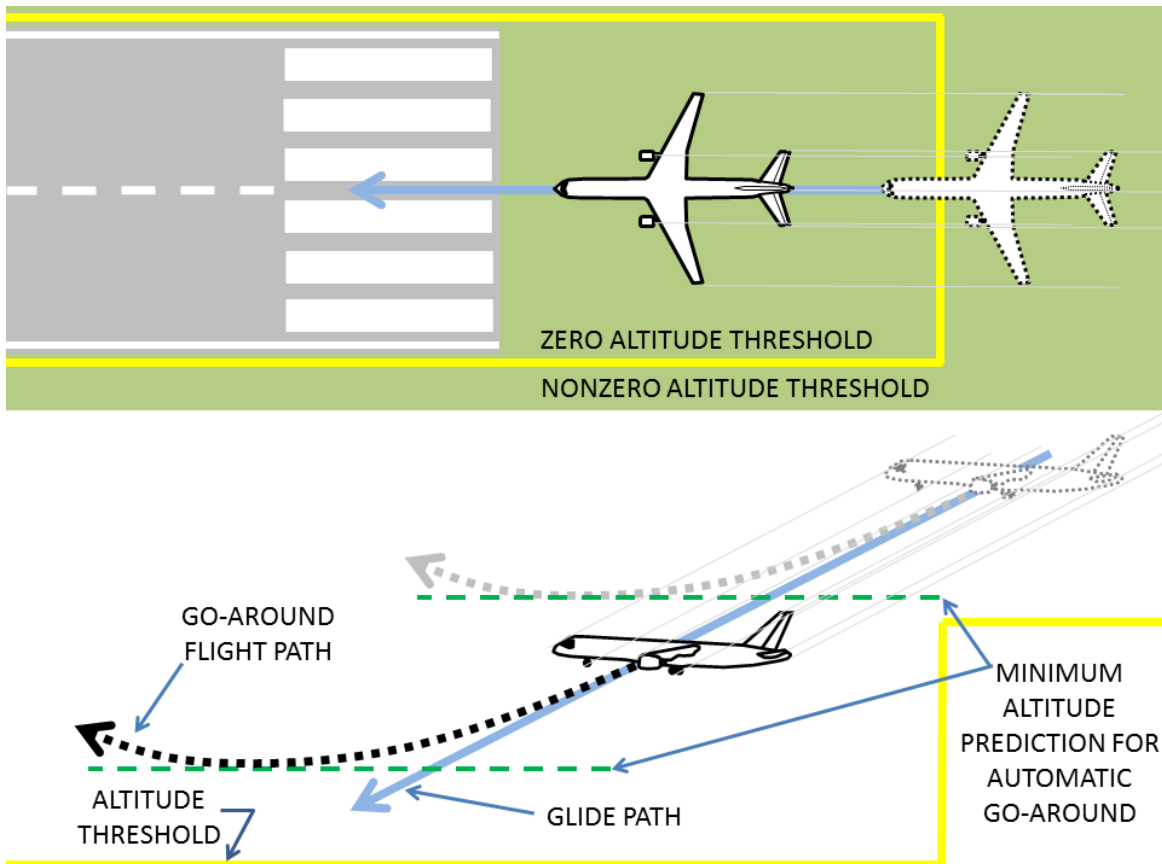 ZERO ALTITUDE THRESHOLD
NONZERO ALTITUDE THRESHOLD
GO-AROUND
FLIGHT PATH
MINIMUM
ALTITUDE
PREDICTION FOR
AUTOMATIC
GO-AROUND
ALTITUDE
THRESHOLD
GLIDE PATH